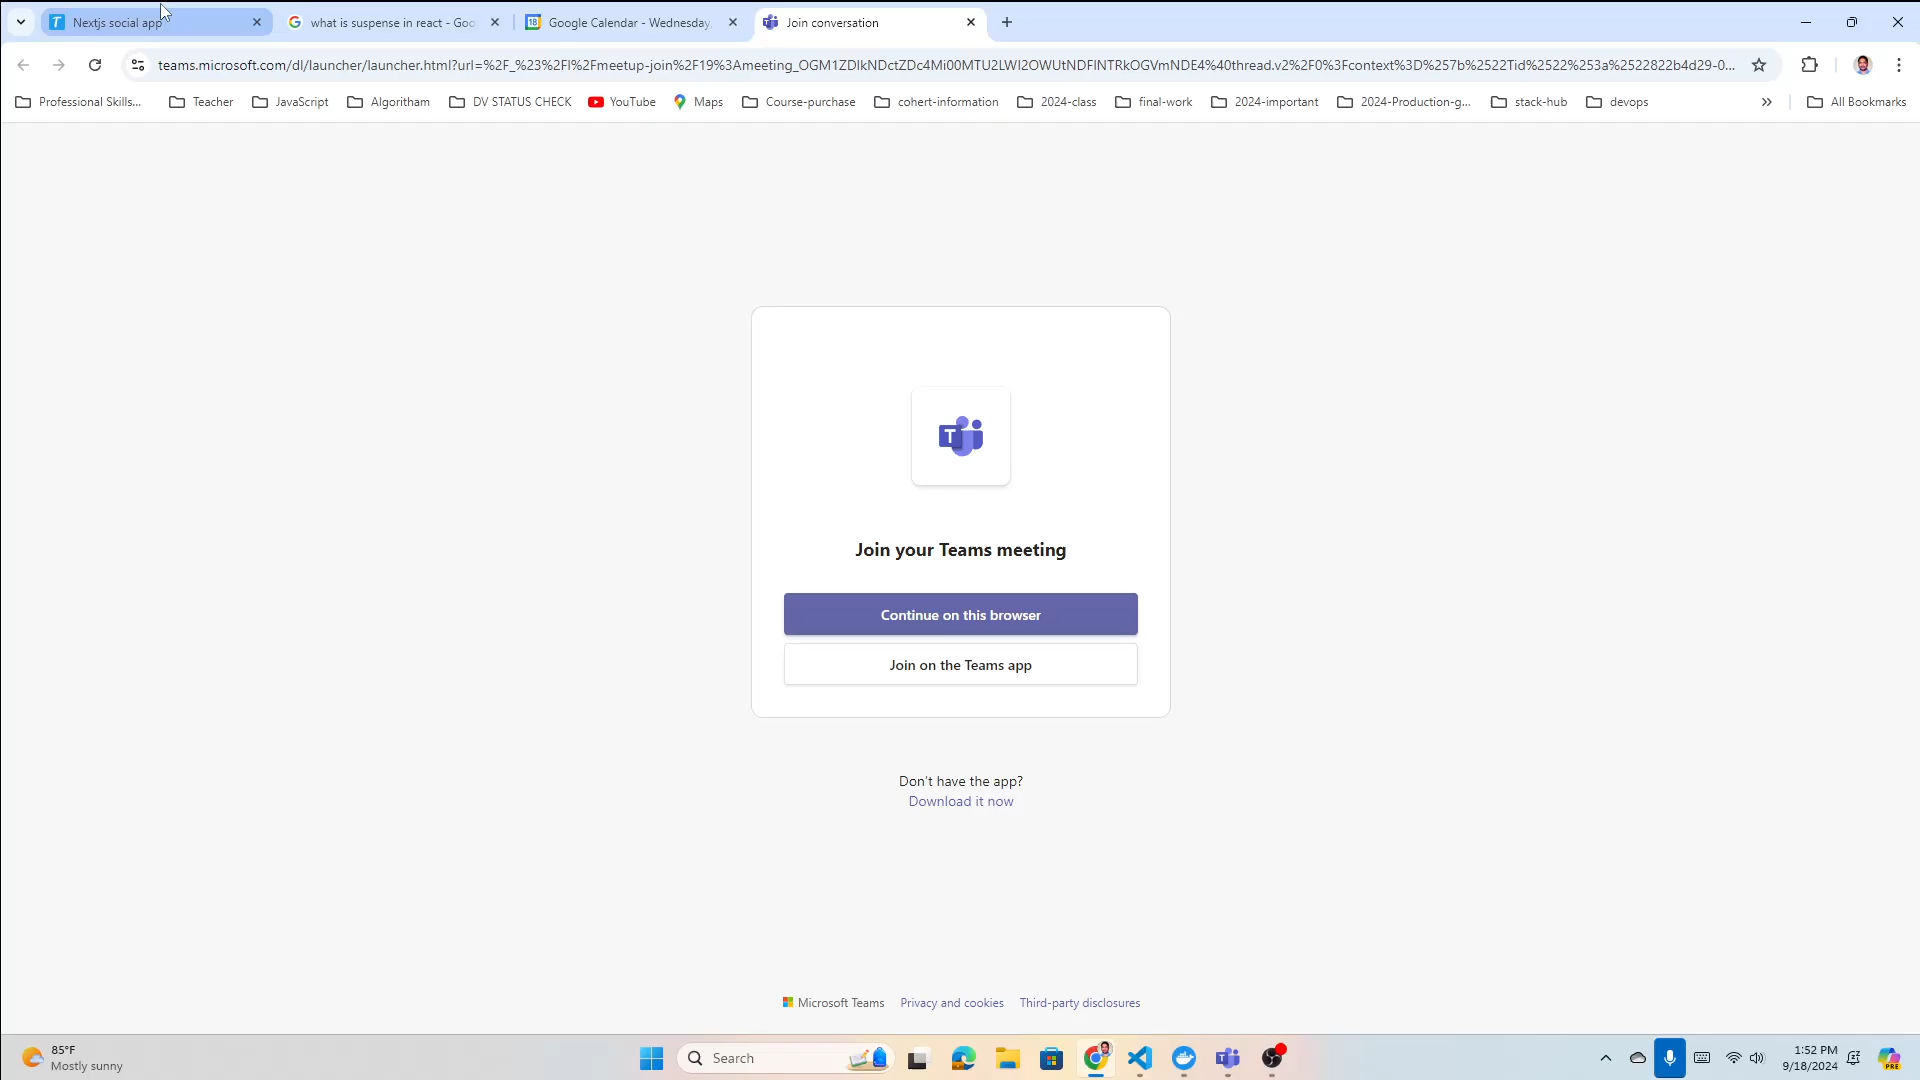 Nextjs social app
what is suspense in react - Goo
Google Calendar - Wednesday,
Join conversation
teams.microsoft.com/dl/launcher/launcher.html?url=%2F_%23%2Fl%2Fmeetup-join%2F19%3Ameeting_OGM1ZDlkNDctZDc4Mi00MTU2LWI2OWUtNDFlNTRkOGVmNDE4%40thread.v2%2F0%3Fcontext%3D%257b%2522Tid%2522%253a%2522822b4d29-0...
Professional Skills...
Teacher
JavaScript
Algoritham
DV STATUS CHECK
YouTube
Maps
Course-purchase
cohert-information
2024-class
final-work
2024-important
2024-Production-g...
stack-hub
devops
All Bookmarks
Join your Teams meeting
Continue on this browser
Join on the Teams app
Don't have the app?
Download it now
Microsoft Teams
Privacy and cookies
Third-party disclosures
85°F
Mostly sunny
Search
1:52 PM
9/18/2024